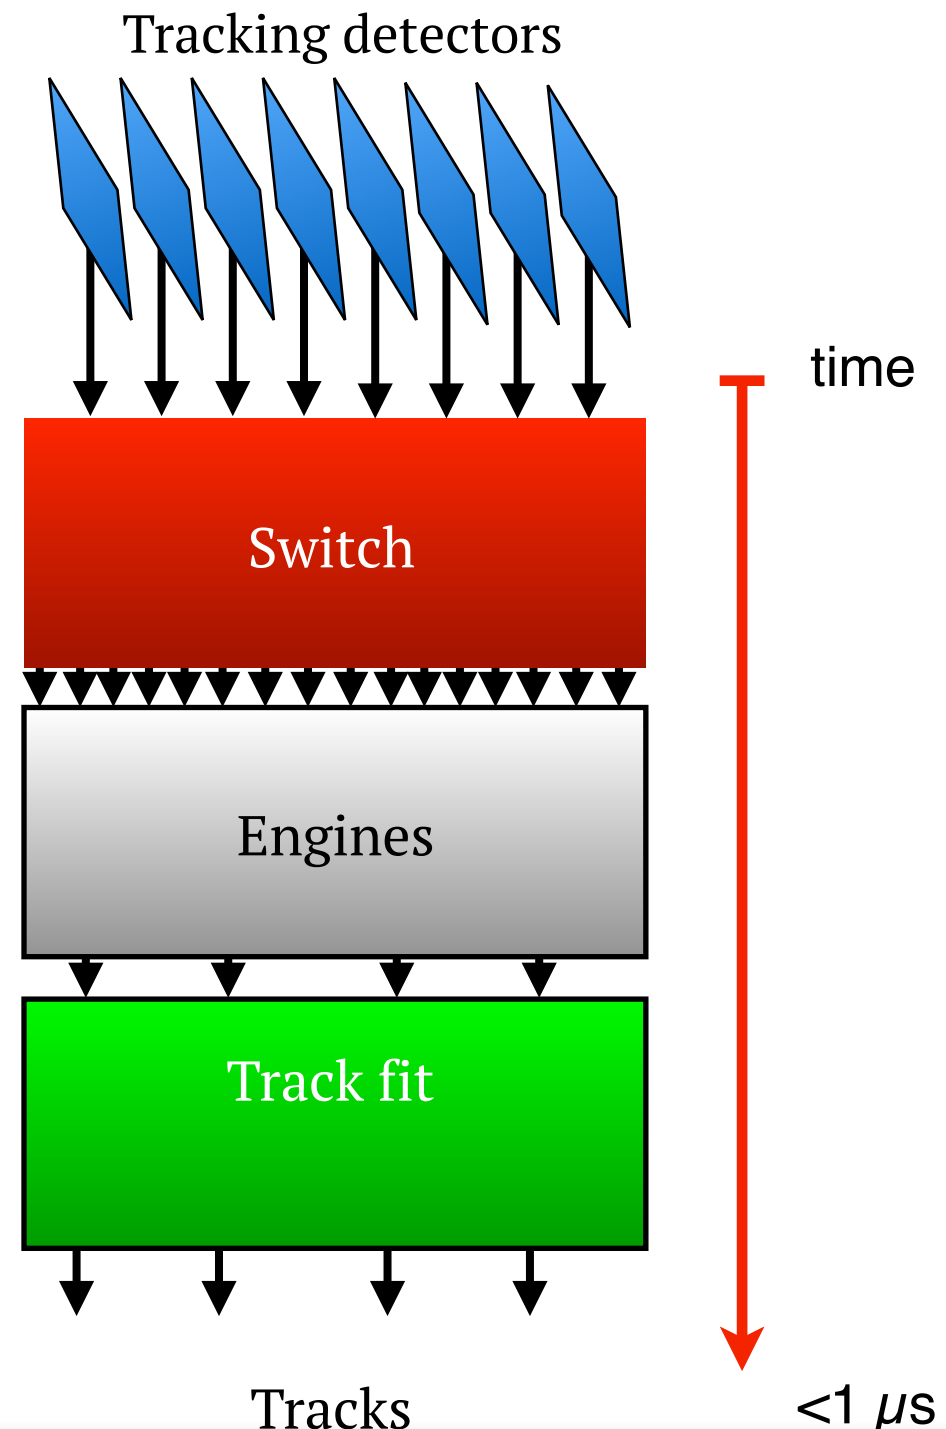 Tracking detectors
time
Switch
Engines
Track fit
Tracks
<1 µs